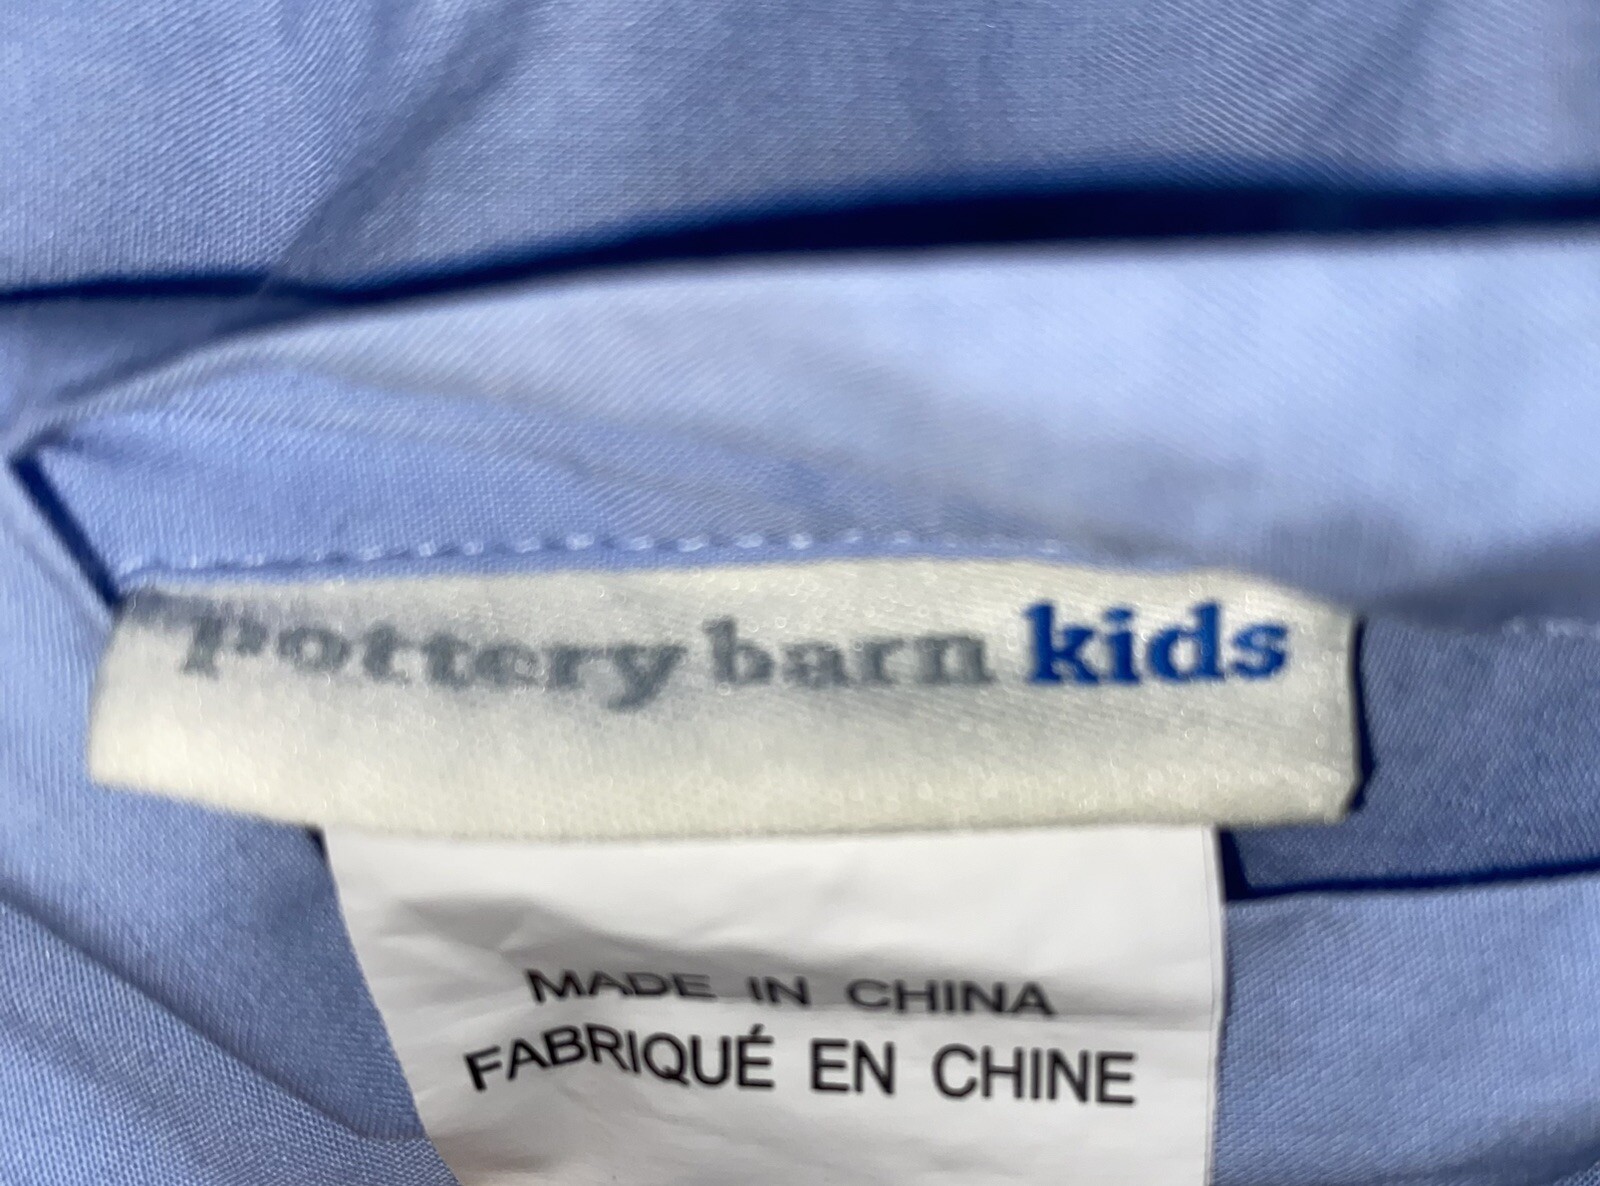 pottery barn kids
MADE IN CHINA
FABRIQUÉ EN CHINE